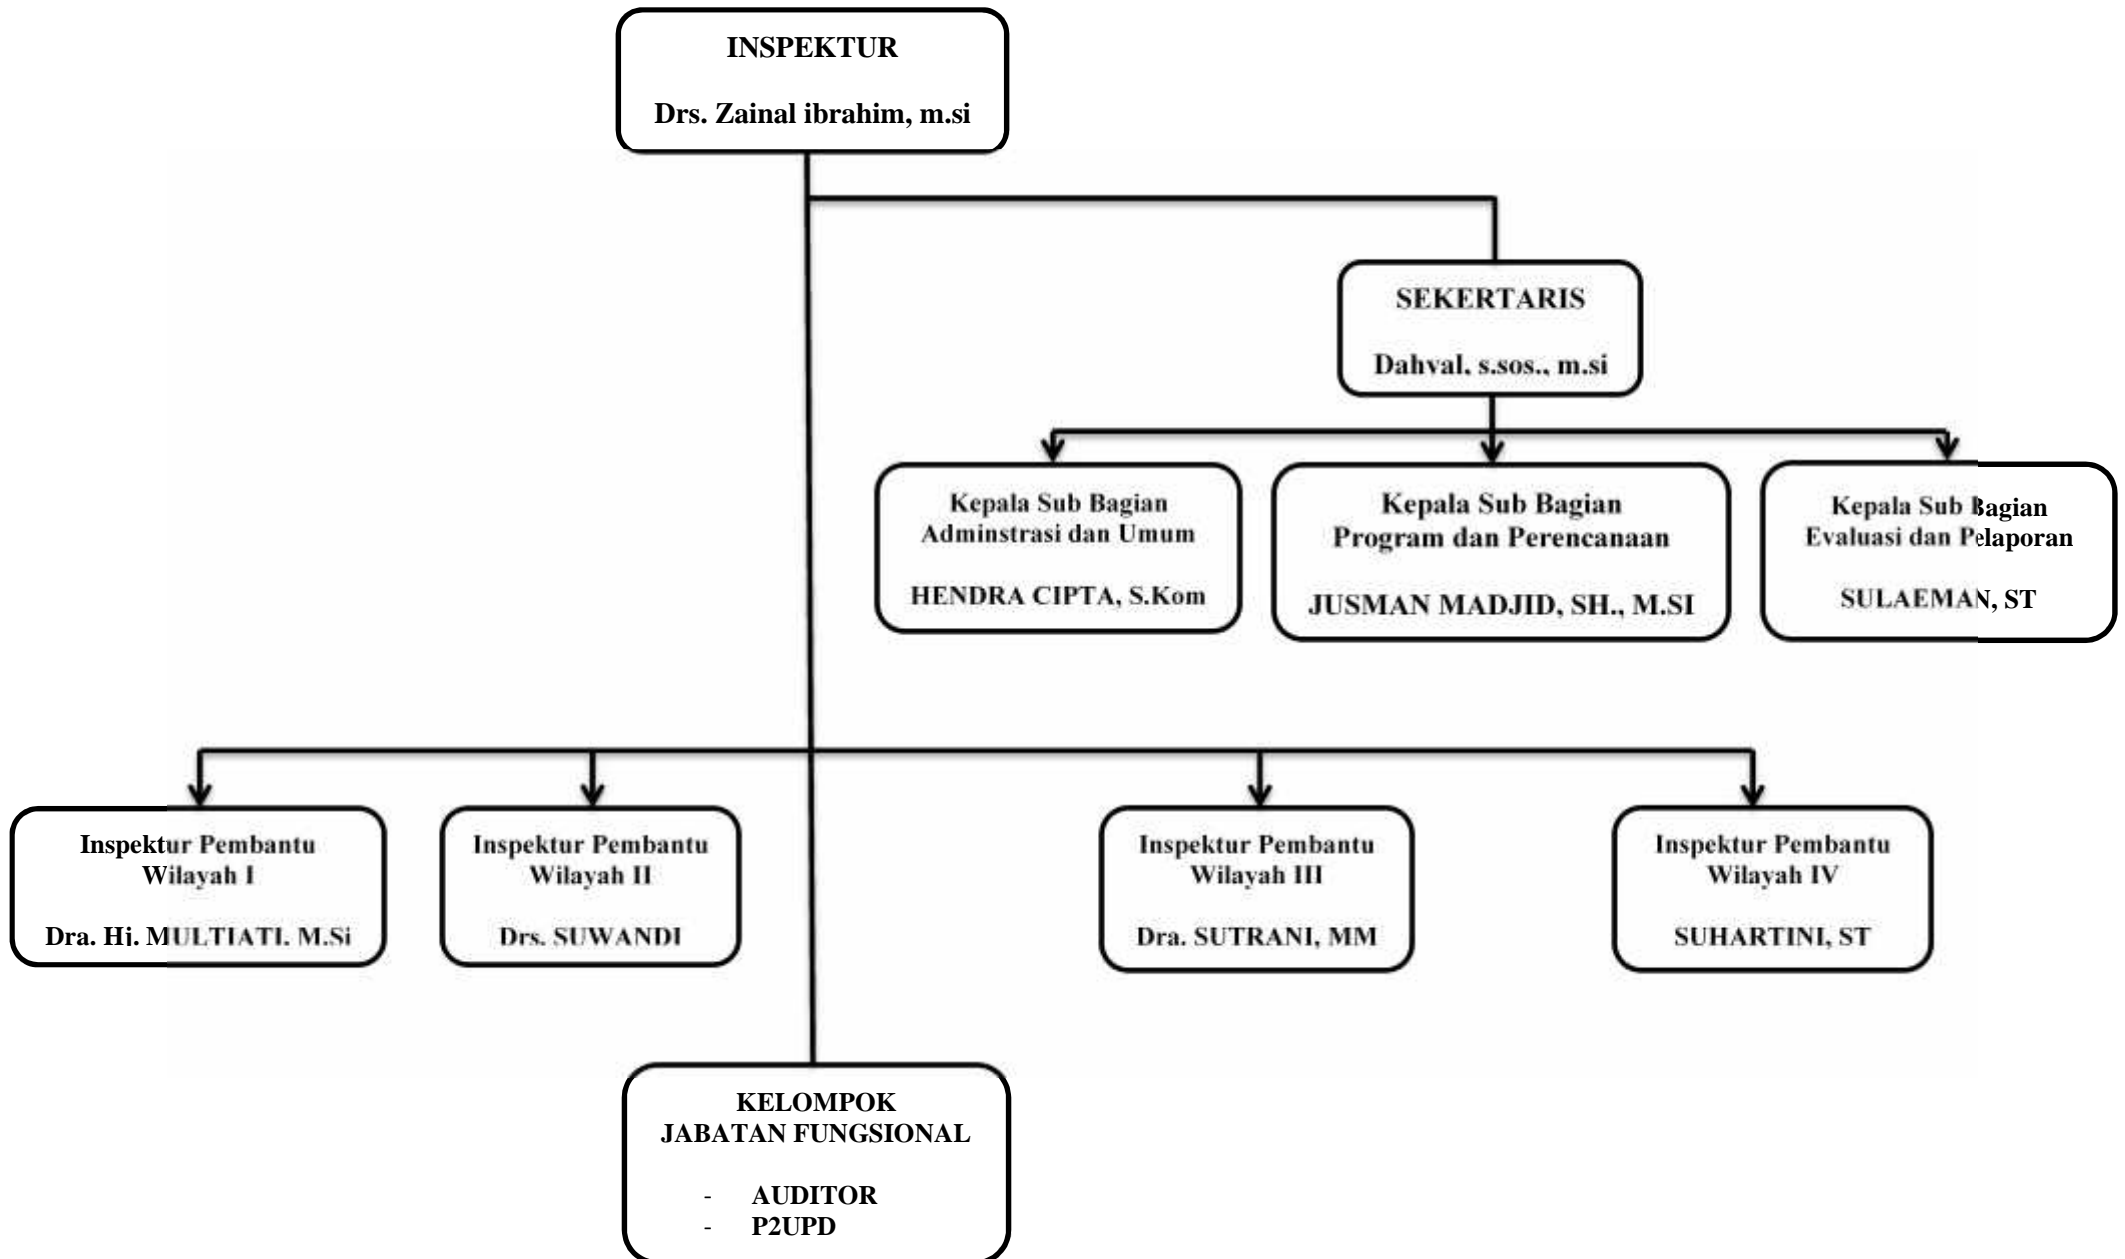 INSPEKTUR
Drs. Zainal ibrahim, m.si
SEKERTARIS
Dahval, s.sos., m.si
Kepala Sub Bagian
Adminstrasi dan Umum
HENDRA CIPTA, S.Kom
Kepala Sub Bagian
Program dan Perencanaan
JUSMAN MADJID, SH., M.SI
Kepala Sub Bagian
Evaluasi dan Pelaporan
SULAEMAN, ST
Inspektur Pembantu
Wilayah I
Dra. Hj. MULTIATI. M.Si
Inspektur Pembantu
Wilayah II
Drs. SUWANDI
Inspektur Pembantu
Wilayah III
Dra. SUTRANI, MM
Inspektur Pembantu
Wilayah IV
SUHARTINI, ST
KELOMPOK
JABATAN FUNGSIONAL
- AUDITOR
- P2UPD